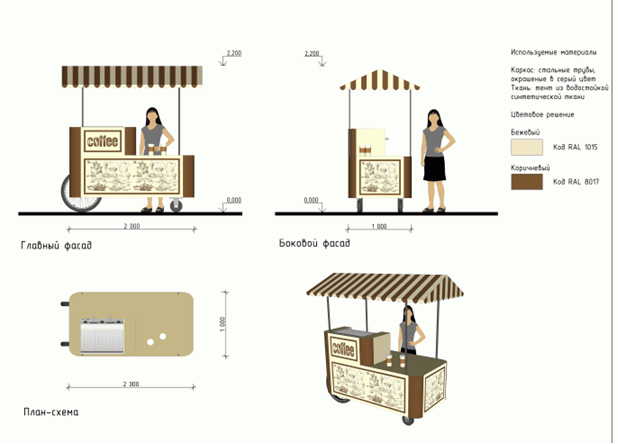 2,200
2,200
Используемые материалы
Каркас: стальные трубы,
окрашеные в серый цвет
Ткань: тент из водостойкой
синтетической ткани
Цветовое решение
Бежевый
Код RAL 1015
Коричневый
Код RAL 8017
coffee
0,000
0,000
2 000
1 000
Главный фасад
Боковой фасад
1 000
coffee
2 000
План-схема